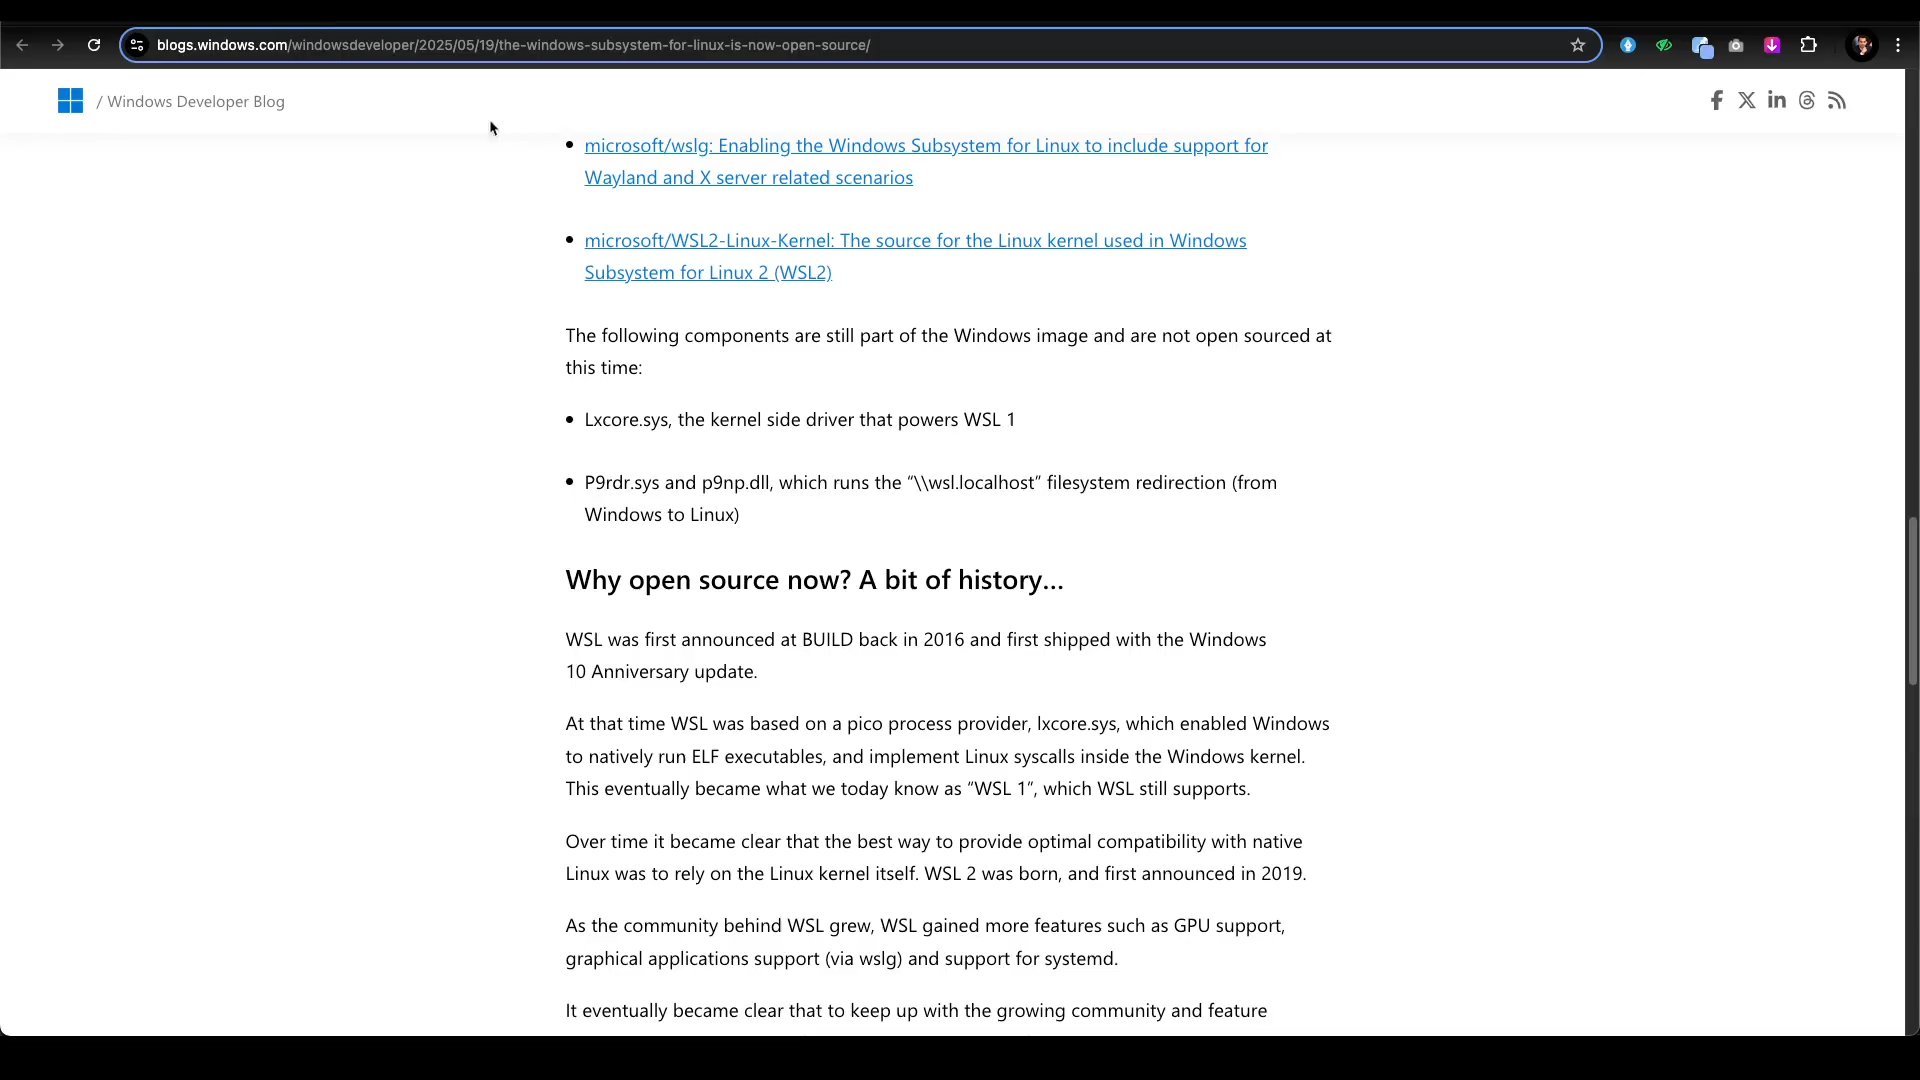 blogs.windows.com/windowsdeveloper/2025/05/19/the-windows-subsystem-for-linux-is-now-open-source/
/ Windows Developer Blog
• microsoft/wslg: Enabling the Windows Subsystem for Linux to include support for
Wayland and X server related scenarios
• microsoft/WSL2-Linux-Kernel: The source for the Linux kernel used in Windows
Subsystem for Linux 2 (WSL2)
The following components are still part of the Windows image and are not open sourced at
this time:
• Lxcore.sys, the kernel side driver that powers WSL 1
• P9rdr.sys and p9np.dll, which runs the “\\wsl.localhost” filesystem redirection (from
Windows to Linux)
Why open source now? A bit of history…
WSL was first announced at BUILD back in 2016 and first shipped with the Windows
10 Anniversary update.
At that time WSL was based on a pico process provider, lxcore.sys, which enabled Windows
to natively run ELF executables, and implement Linux syscalls inside the Windows kernel.
This eventually became what we today know as “WSL 1”, which WSL still supports.
Over time it became clear that the best way to provide optimal compatibility with native
Linux was to rely on the Linux kernel itself. WSL 2 was born, and first announced in 2019.
As the community behind WSL grew, WSL gained more features such as GPU support,
graphical applications support (via wslg) and support for systemd.
It eventually became clear that to keep up with the growing community and feature